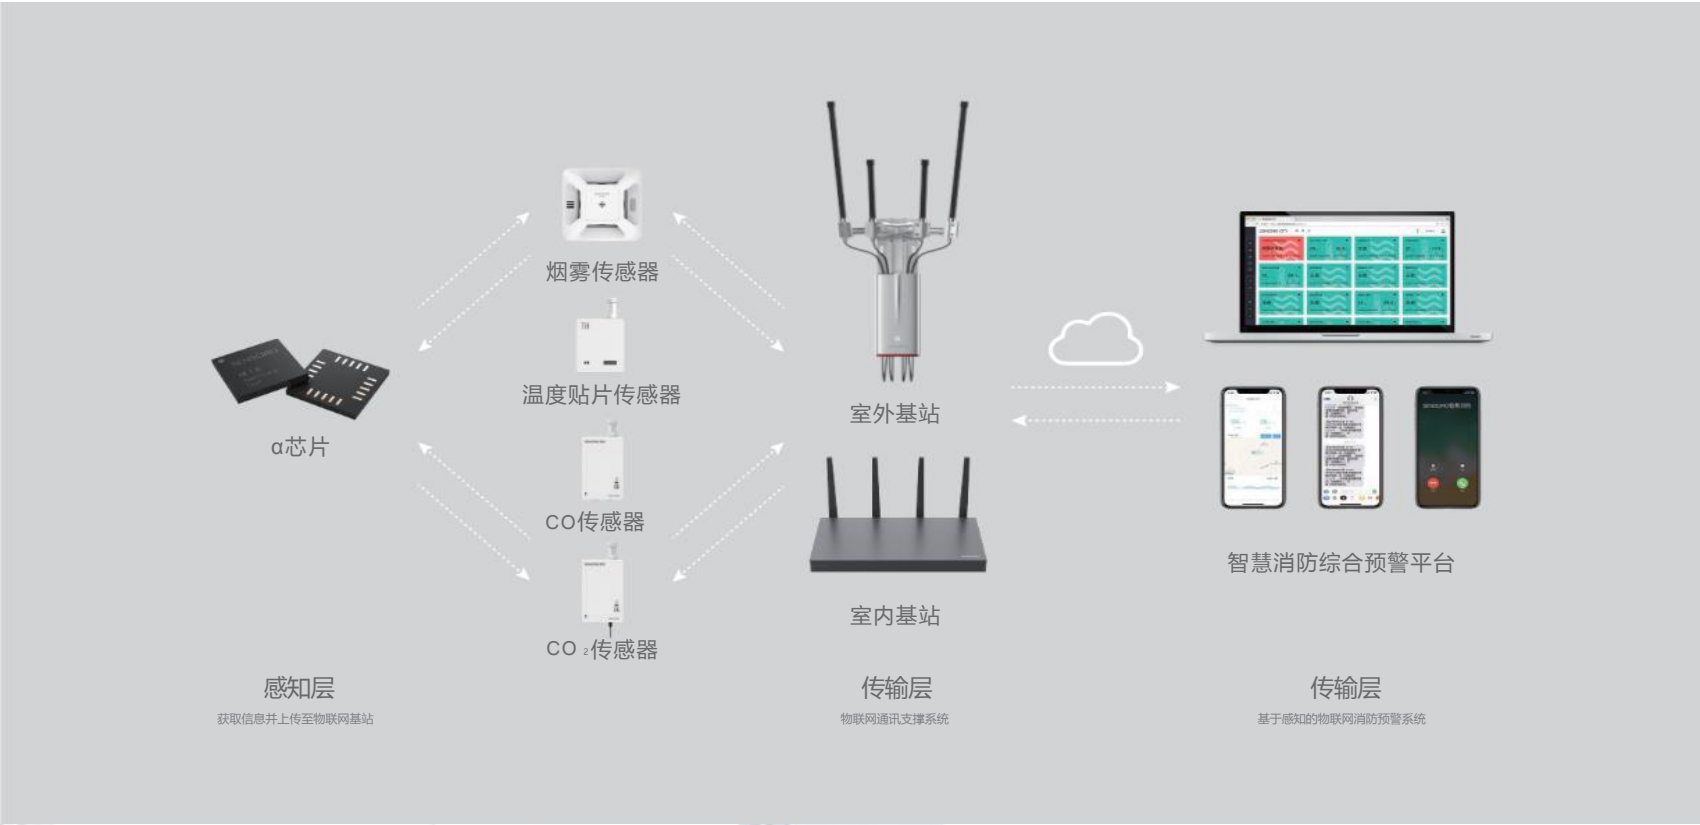 烟雾传感器
温度贴片传感器
α芯片
CO传感器
CO 2传感器
室外基站
室内基站
智慧消防综合预警平台
感知层
获取信息并上传至物联网基站
传输层
物联网通讯支撑系统
传输层
基于感知的物联网消防预警系统